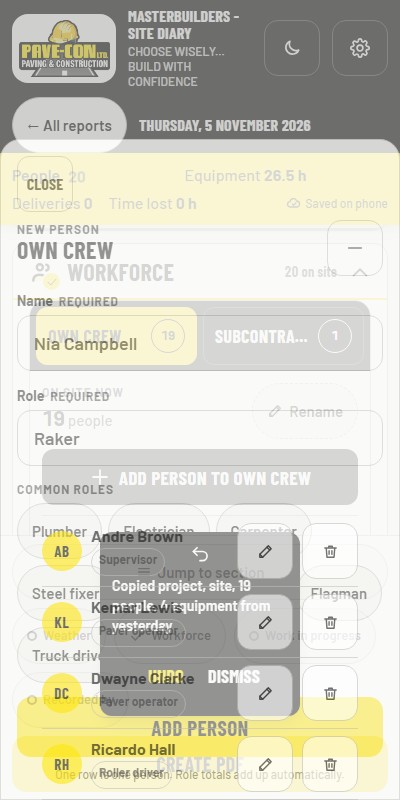 PAVE-CON LTD.
PAVING & CONSTRUCTION
MASTERBUILDERS -
SITE DIARY
CHOOSE WISELY...
BUILD WITH
CONFIDENCE
← All reports
THURSDAY, 5 NOVEMBER 2026
People 20
Equipment 26.5 h
CLOSE
Deliveries 0
Time lost 0 h
Saved on phone
NEW PERSON
OWN CREW
WORKFORCE
20 on site
Name REQUIRED
OWN CREW 19
SUBCONTRA... 1
Nia Campbell
ON SITE NOW
Role REQUIRED
19 people
Rename
Raker
ADD PERSON TO OWN CREW
COMMON ROLES
Plumber
Electrician
Carpenter
AB
Andre Brown
Supervisor
Jump to section
Steel fixer
Flagman
Copied project, site, 19
people, 4 equipment from
yesterday.
KL
Kemar Lewis
Paver operator
Weather
Workforce
Work in progress
Truck driver
DC
Dwayne Clarke
Paver operator
UNDO
DISMISS
Recorded
ADD PERSON
RH
Ricardo Hall
Roller driver
CREATE PDF
One row is one person. Role totals add up automatically.